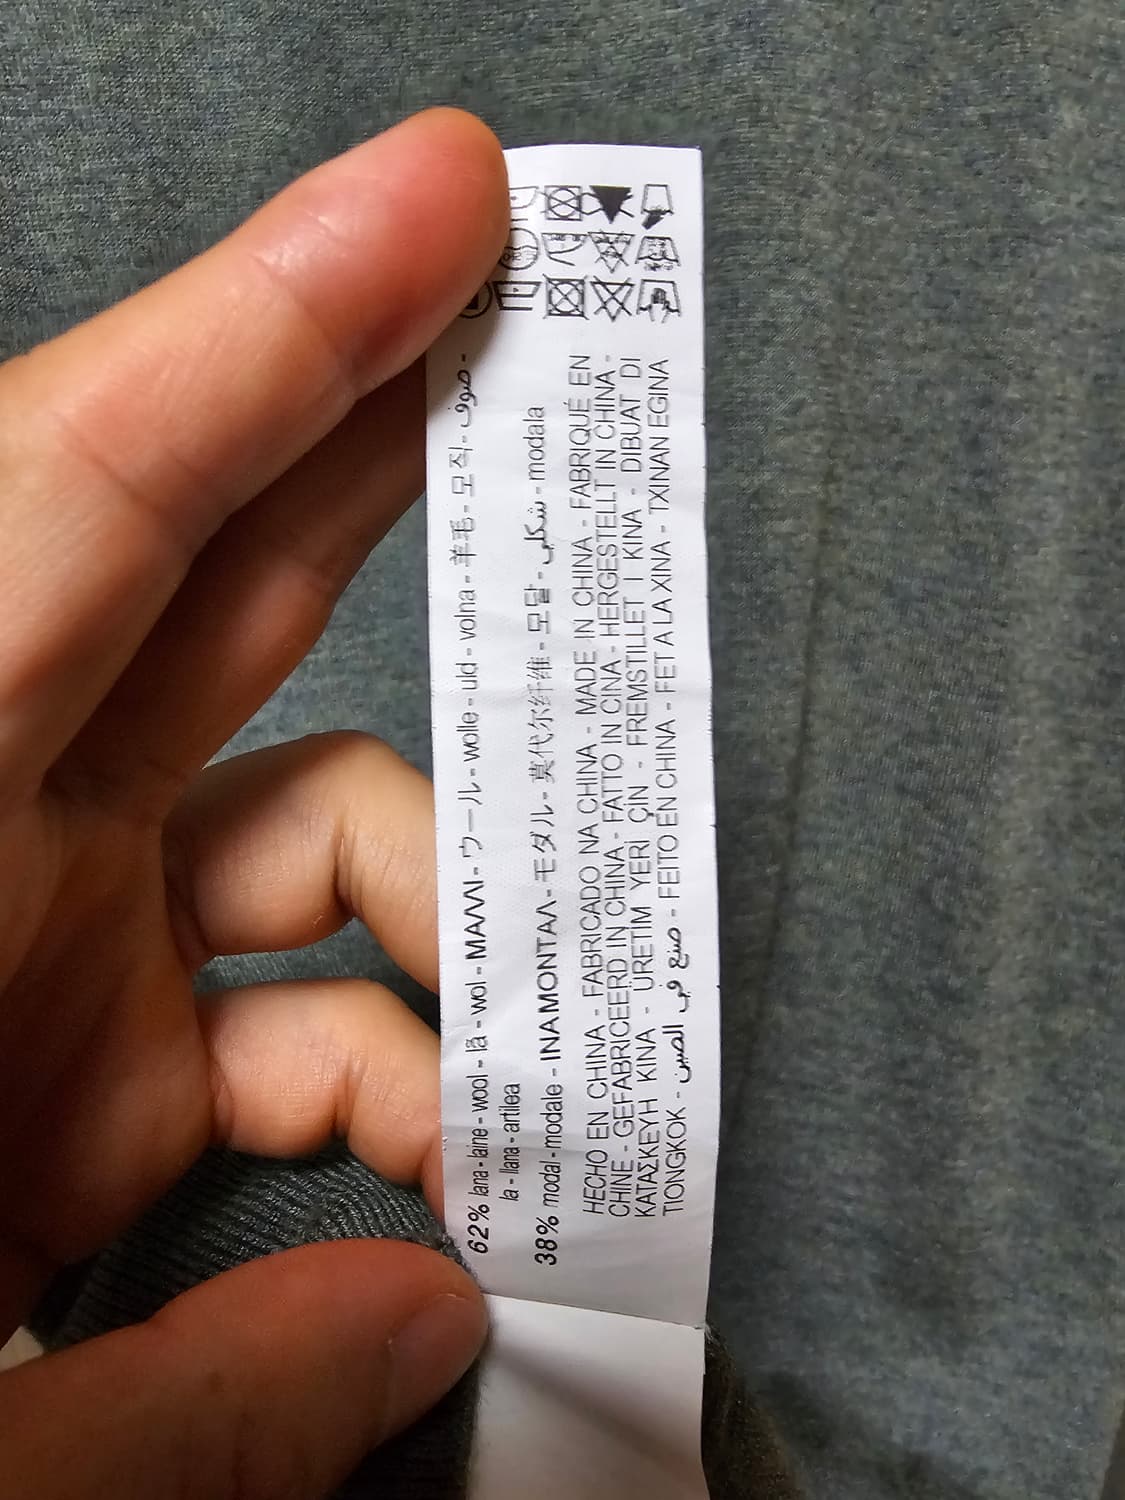 62% lana - laine - wool - lã - wol - ΜΑΛΛΙ - ウール - wolle - uld - volna - 羊毛 - 모직 - صوف -
la - llana - artilea
38% modal - modale - ΙΝΑΜΟΝΤΑΛ - モダル - 莫代尔纤维 - 모달 - شكلي - modala
HECHO EN CHINA - FABRICADO NA CHINA - MADE IN CHINA - FABRIQUÉ EN
CHINE - GEFABRICEERD IN CHINA - FATTO IN CINA - HERGESTELLT IN CHINA -
ΚΑΤΑΣΚΕΥΗ ΚΙΝΑ - ÜRETIM YERİ ÇIN - FREMSTILLET I KINA - DIBUAT DI
TIONGKOK - صنع في الصين - FEITO EN CHINA - FET A LA XINA - TXINAN EGINA